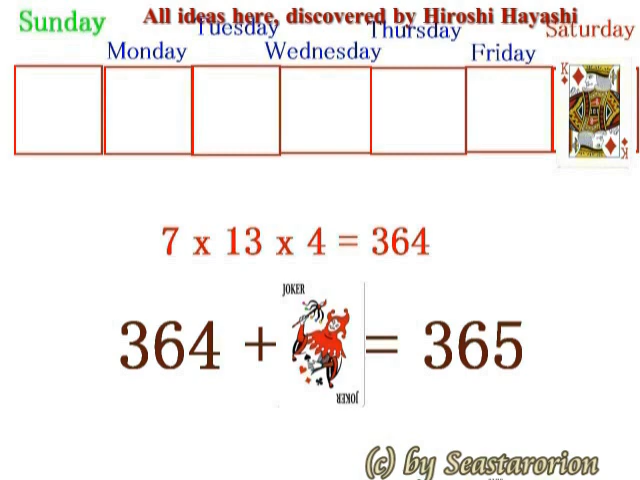 All ideas here, discovered by Hiroshi Hayashi
Sunday Tuesday Thursday Saturday
Monday Wednesday Friday
K
K
7 x 13 x 4 = 364
JOKER
364 + = 365
JOKER
(c) by Seastarorion